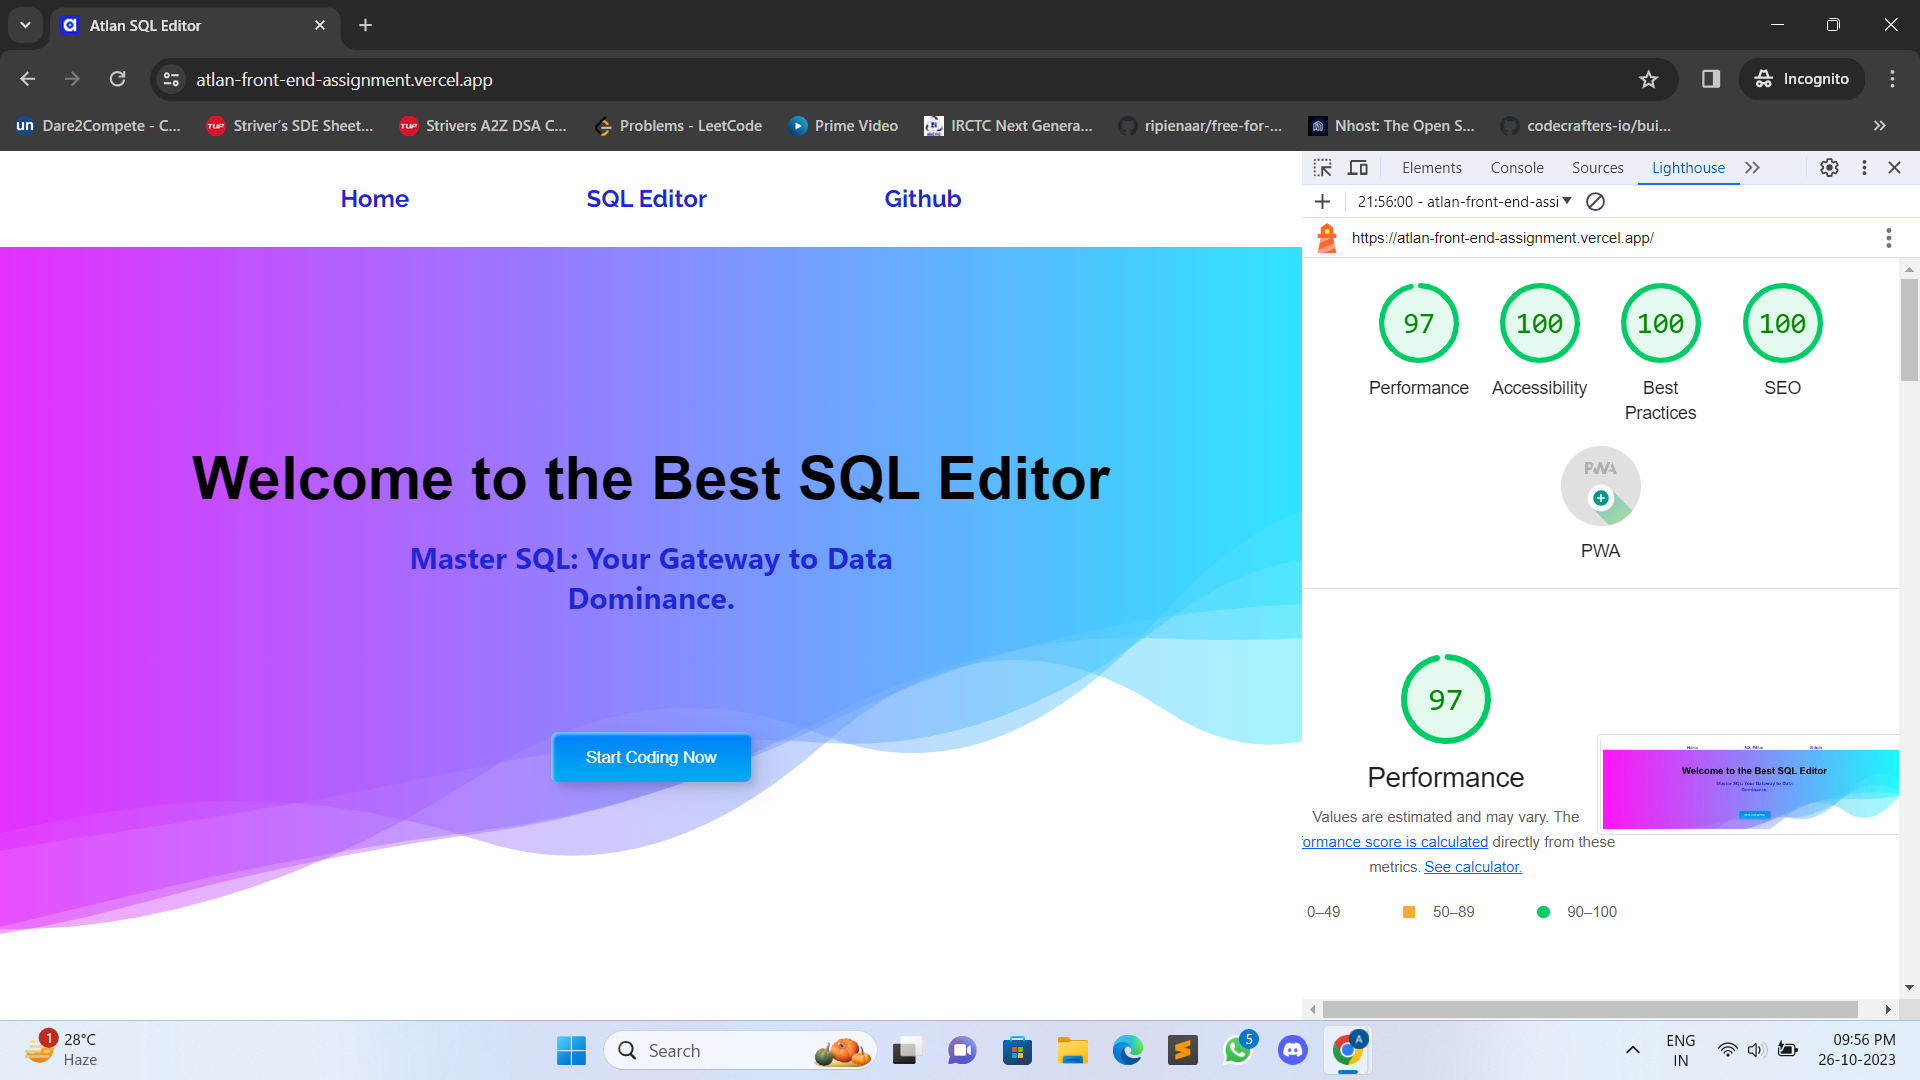 Atlan SQL Editor
atlan-front-end-assignment.vercel.app
Incognito
un Dare2Compete - C...
TUF Striver's SDE Sheet...
TUF Strivers A2Z DSA C...
Problems - LeetCode
Prime Video
IRCTC Next Genera...
ripienaar/free-for-...
Nhost: The Open S...
codecrafters-io/bui...
Home
SQL Editor
Github
Welcome to the Best SQL Editor
Master SQL: Your Gateway to Data
Dominance.
Start Coding Now
Elements
Console
Sources
Lighthouse
21:56:00 - atlan-front-end-assi
https://atlan-front-end-assignment.vercel.app/
97
100
100
100
Performance
Accessibility
Best
Practices
SEO
PWA
PWA
97
Performance
Values are estimated and may vary. The
ormance score is calculated directly from these
metrics. See calculator.
0–49
50–89
90–100
Home
SQL Editor
Github
Welcome to the Best SQL Editor
Master SQL: Your Gateway to Data
Dominance.
1
28°C
Haze
Search
5
A
ENG
IN
09:56 PM
26-10-2023